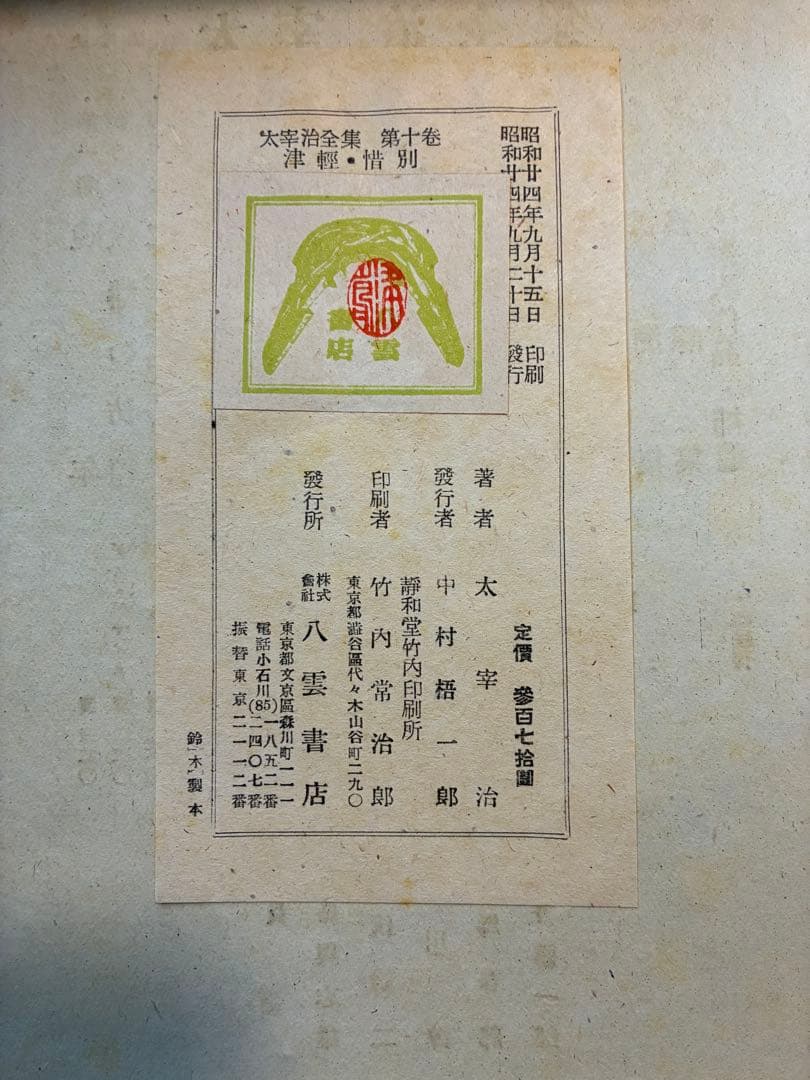 太宰治全集　第十卷
津輕・惜別
昭和廿四年九月十五日　印刷
昭和廿四年九月二十日　發行
書店
雲
定價　參百七拾圓
著者　太宰治
發行者　中村梧一郎
靜和堂竹内印刷所
印刷者　竹内常治郎
東京都澁谷區代々木山谷町二九〇
發行所　株式會社　八雲書店
東京都文京區森川町一一一
電話小石川(85)一八五二番
二四〇七番
振替東京二一一二番
鈴木製本